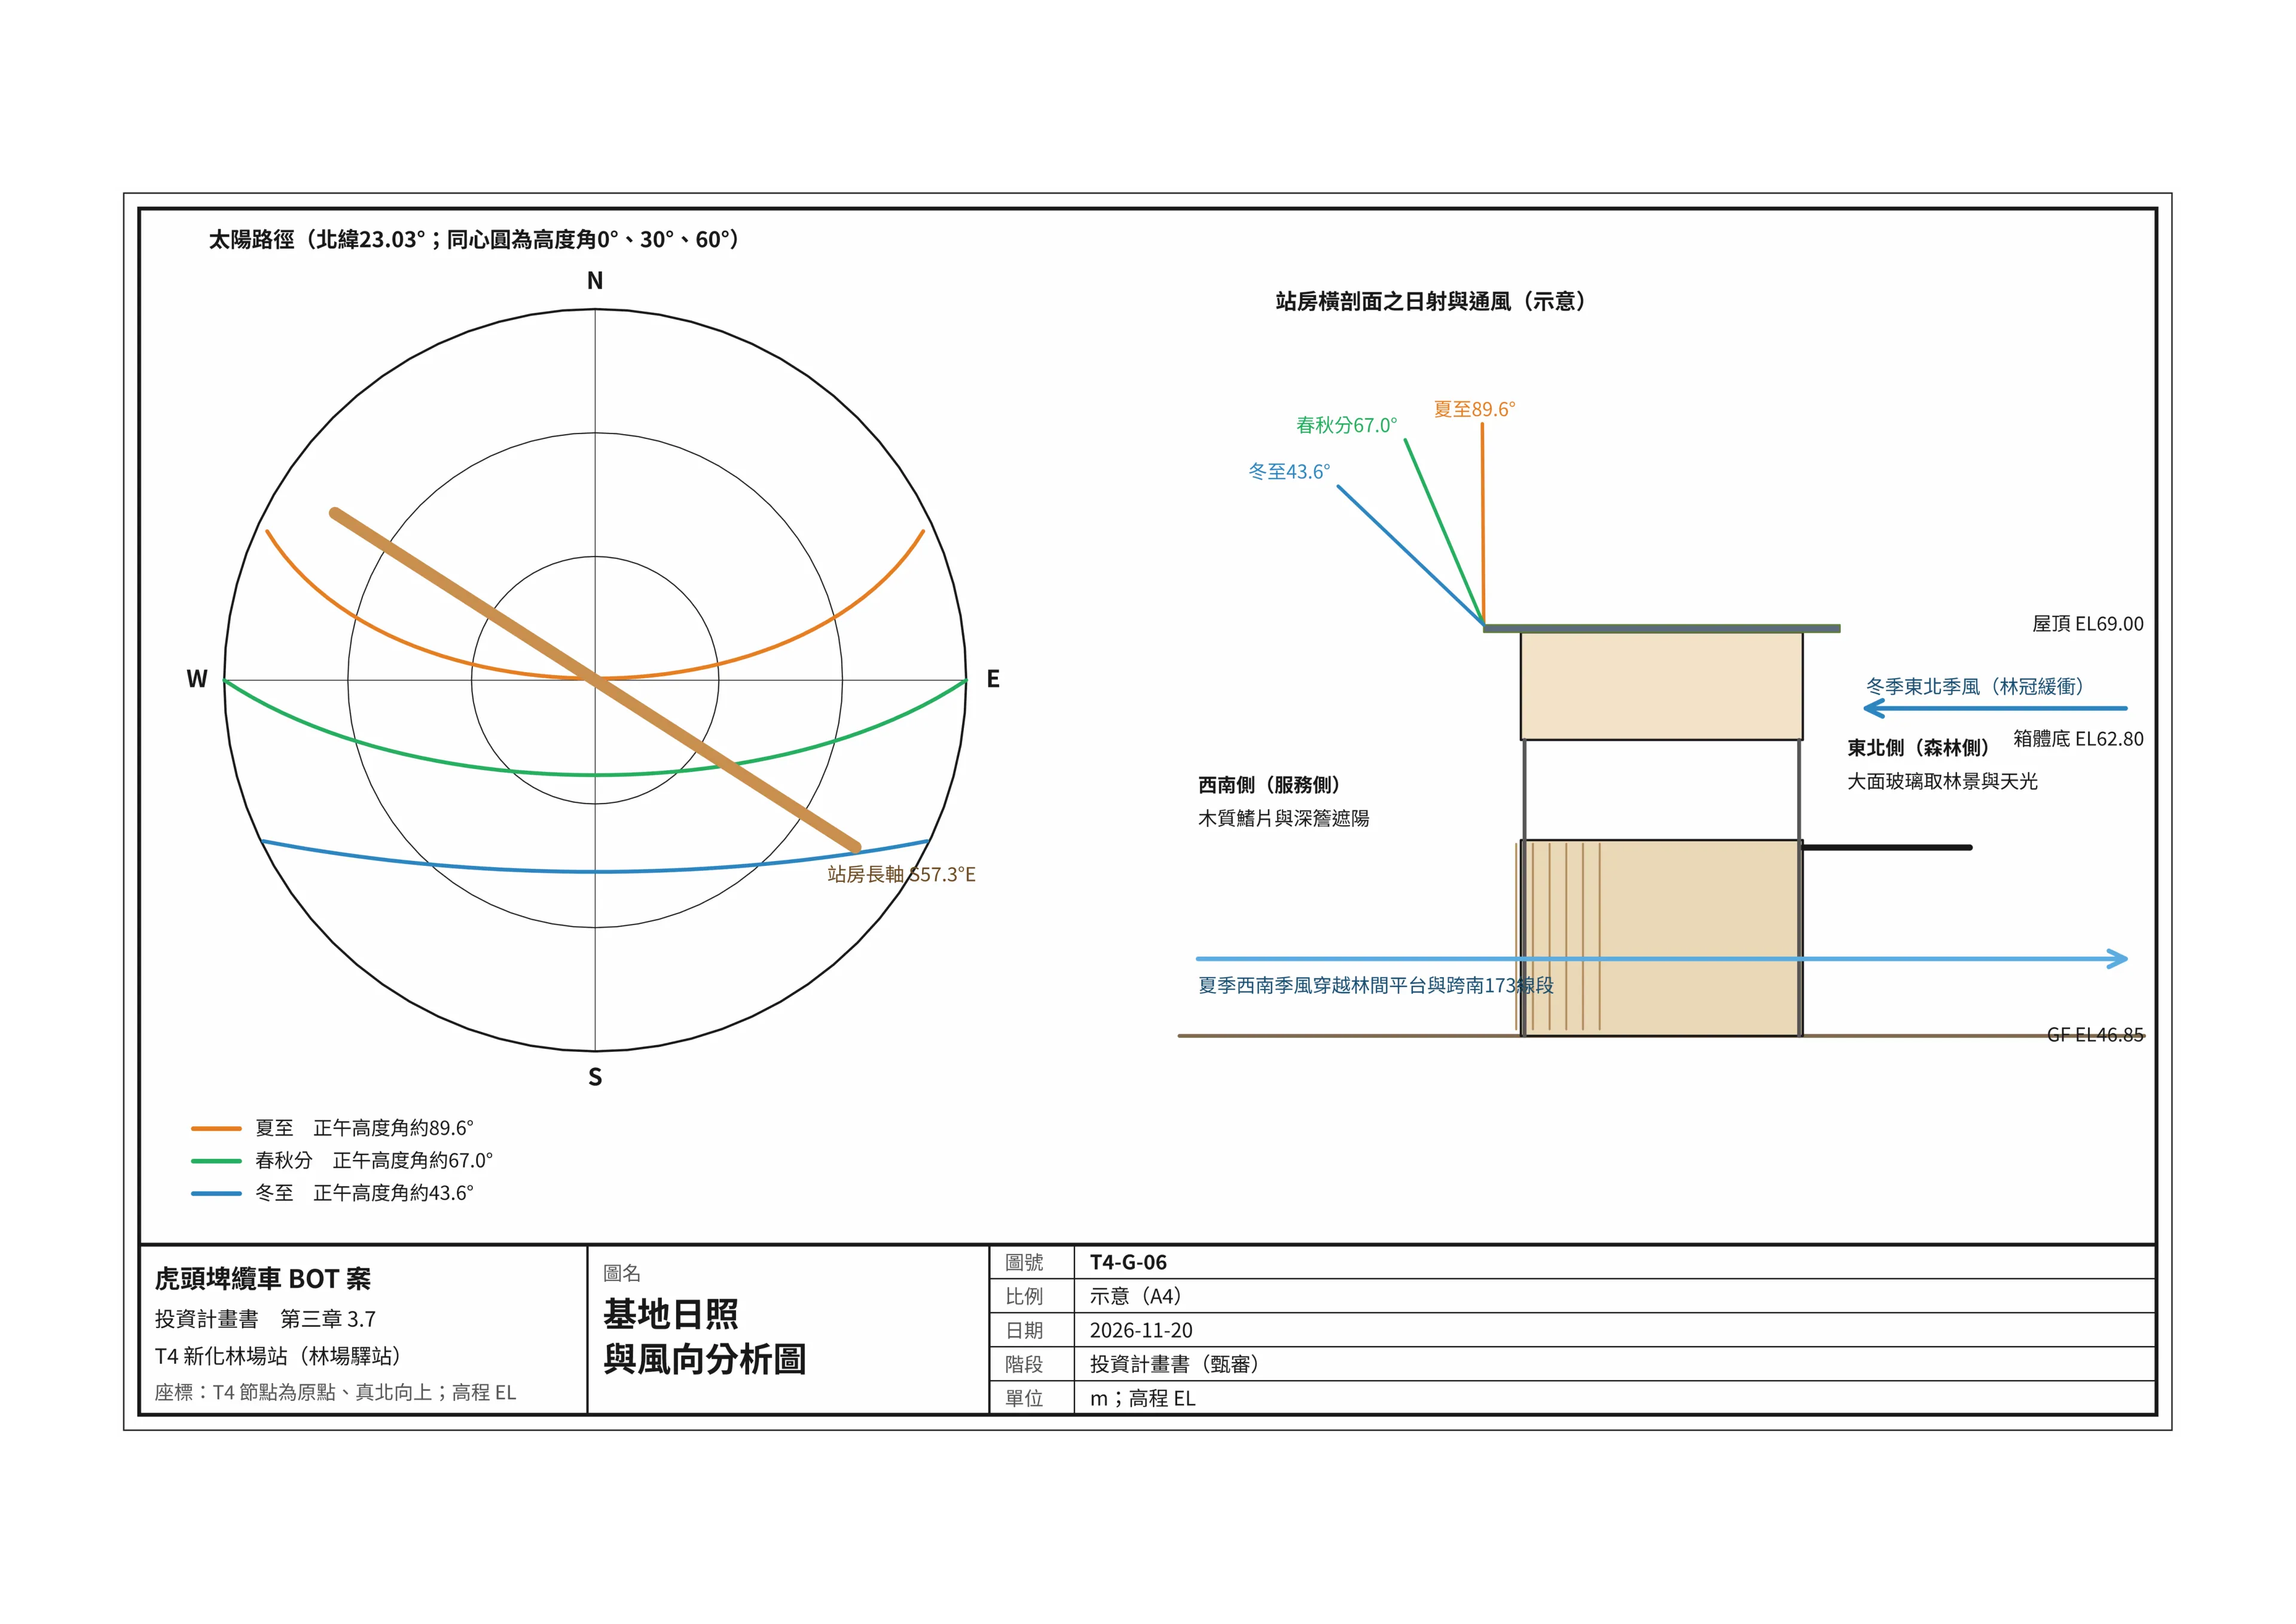 太陽路徑（北緯23.03°；同心圓為高度角0°、30°、60°）
N
W
E
S
站房長軸 S57.3°E
夏至　正午高度角約89.6°
春秋分　正午高度角約67.0°
冬至　正午高度角約43.6°
站房橫剖面之日射與通風（示意）
夏至89.6°
春秋分67.0°
冬至43.6°
屋頂 EL69.00
冬季東北季風（林冠緩衝）
箱體底 EL62.80
東北側（森林側）
大面玻璃取林景與天光
西南側（服務側）
木質鰭片與深簷遮陽
夏季西南季風穿越林間平台與跨南173線段
GF EL46.85
虎頭埤纜車 BOT 案
投資計畫書　第三章 3.7
T4 新化林場站（林場驛站）
座標：T4 節點為原點、真北向上；高程 EL
圖名
基地日照
與風向分析圖
圖號 T4-G-06
比例 示意（A4）
日期 2026-11-20
階段 投資計畫書（甄審）
單位 m；高程 EL